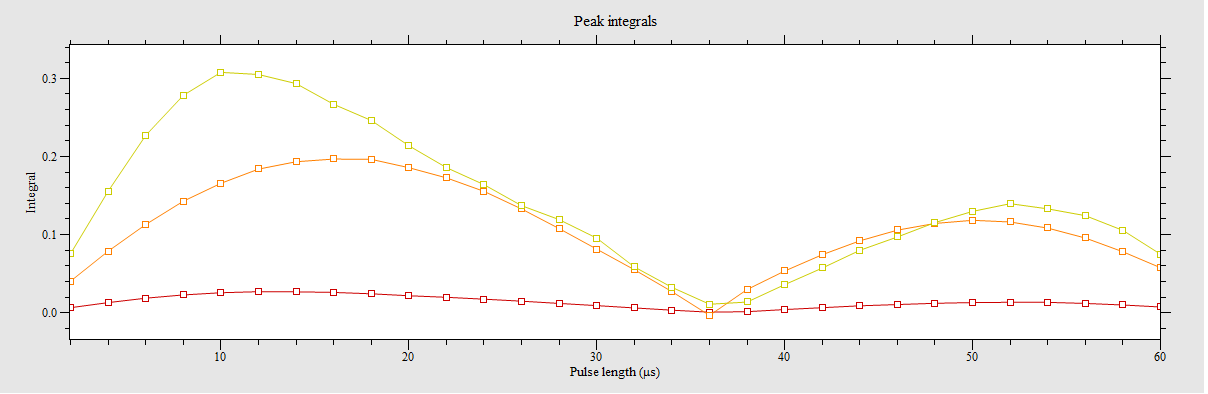 Peak integrals
0.3
0.2
0.1
0.0
Integral
10 20 30 40 50 60
Pulse length (µs)